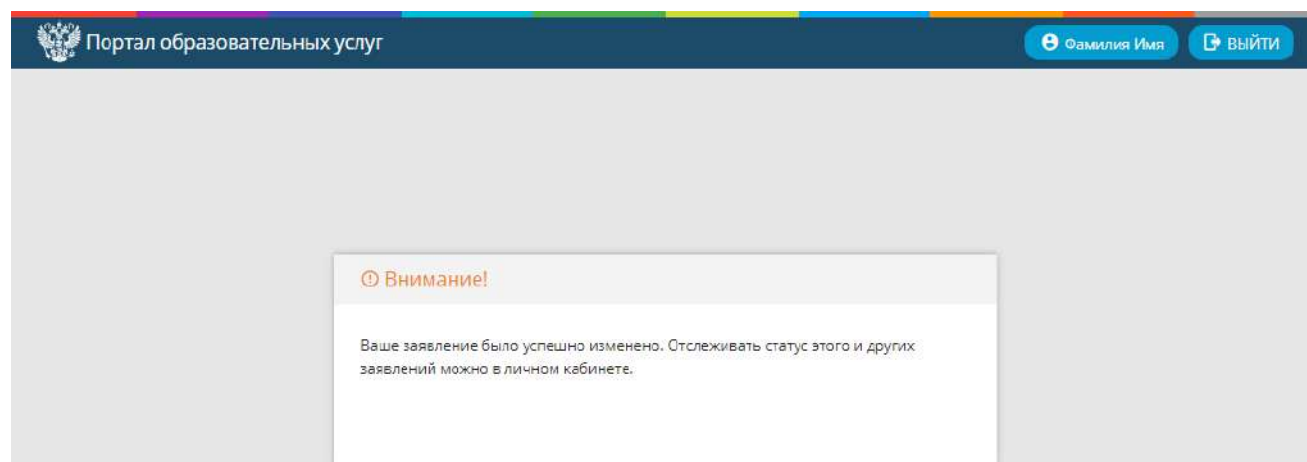 Портал образовательных услуг
Фамилия Имя
ВЫЙТИ
Внимание!
Ваше заявление было успешно изменено. Отслеживать статус этого и других
заявлений можно в личном кабинете.